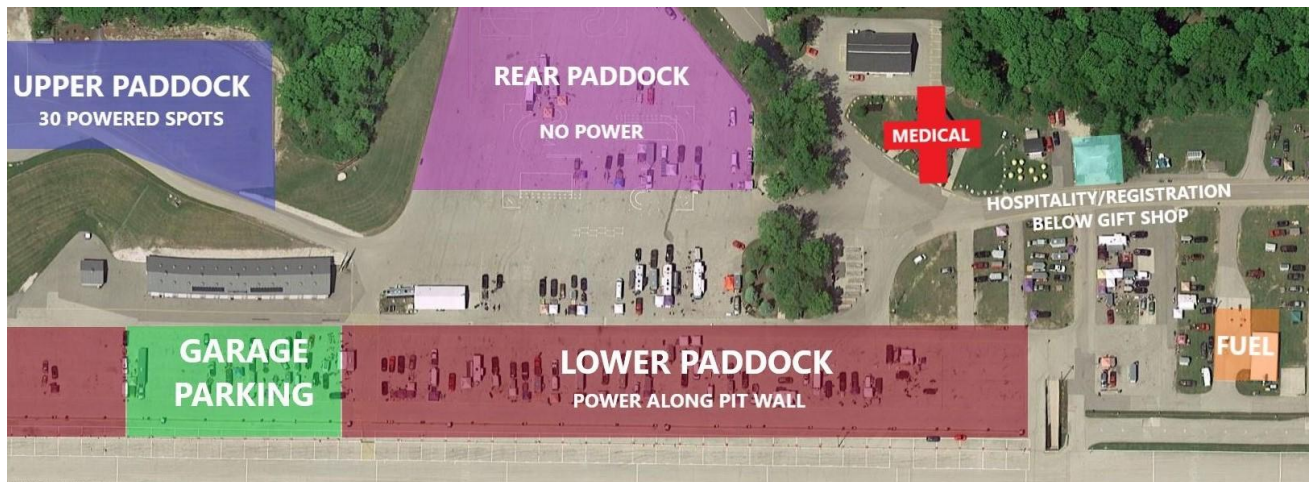 UPPER PADDOCK
30 POWERED SPOTS
REAR PADDOCK
NO POWER
MEDICAL
HOSPITALITY/REGISTRATION
BELOW GIFT SHOP
GARAGE
PARKING
LOWER PADDOCK
POWER ALONG PIT WALL
FUEL